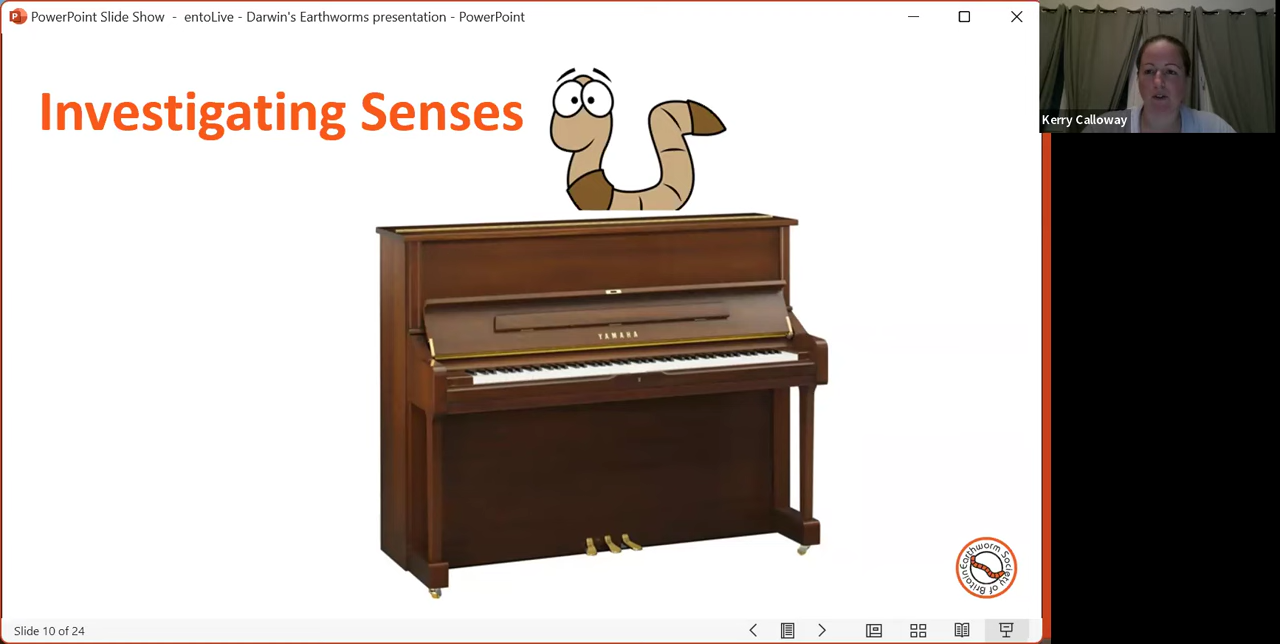 PowerPoint Slide Show - entoLive - Darwin's Earthworms presentation - PowerPoint
Kerry Calloway
Investigating Senses
YAMAHA
Earthworm Society of Britain
Slide 10 of 24